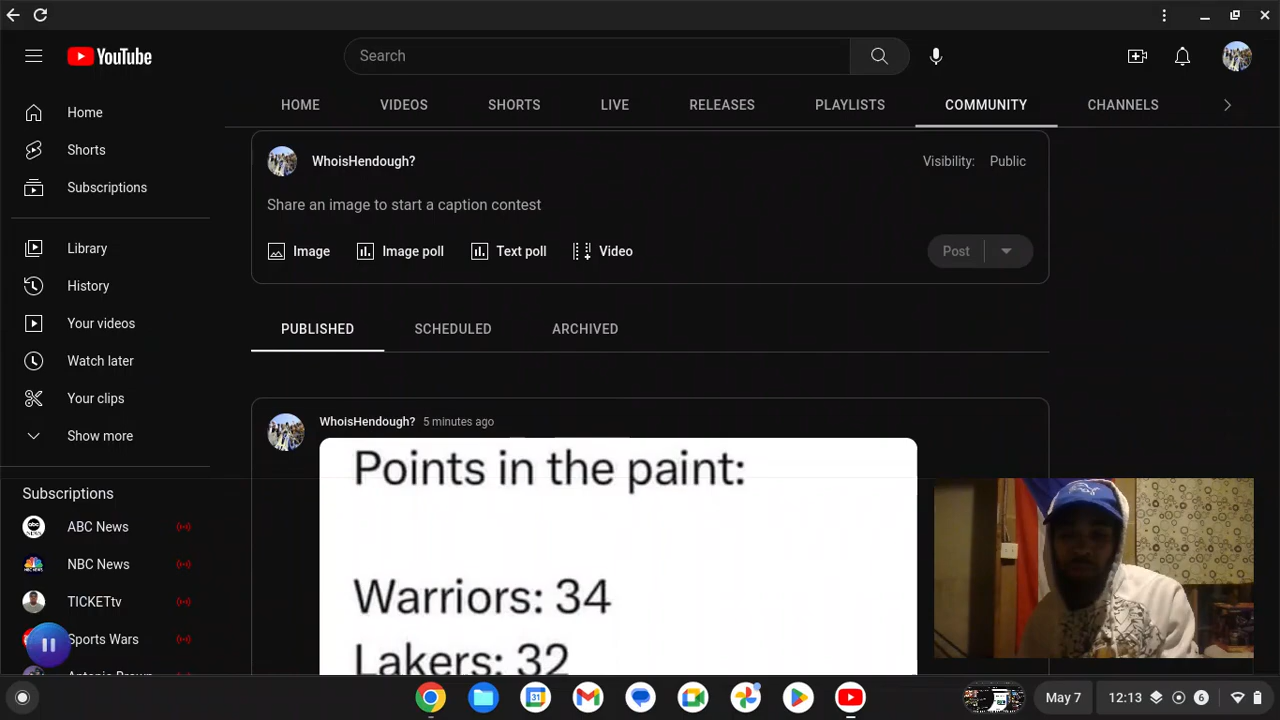 YouTube
Search
HOME VIDEOS SHORTS LIVE RELEASES PLAYLISTS COMMUNITY CHANNELS
Home
Shorts
Subscriptions
Library
History
Your videos
Watch later
Your clips
Show more
Subscriptions
ABC News
NBC News
TICKETtv
Sports Wars
WhoisHendough?
Visibility: Public
Share an image to start a caption contest
Image Image poll Text poll Video
Post
PUBLISHED SCHEDULED ARCHIVED
WhoisHendough? 5 minutes ago
Points in the paint:
Warriors: 34
Lakers: 32
May 7
12:13
6